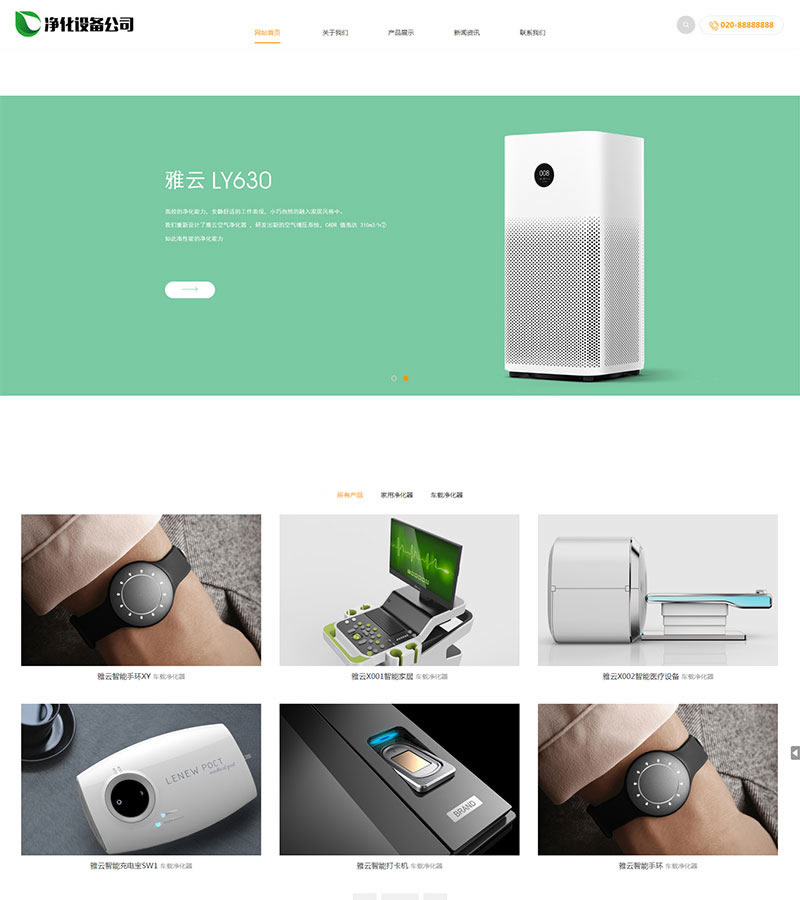 净化设备公司
网站首页
关于我们
产品展示
新闻资讯
联系我们
020-88888888
雅云 LY630
高效的净化能力、安静舒适的工作表现、小巧自然的融入家居风格中。
我们重新设计了雅云空气净化器 , 研发出新的空气增压系统, CADR 值高达 310m3/h②
如此高性能的净化能力
008
所有产品
家用净化器
车载净化器
雅云智能手环XY 车载净化器
雅云X001智能家居 车载净化器
雅云X002智能医疗设备 车载净化器
LENEW POCT
BRAND
雅云智能充电宝SW1 车载净化器
雅云智能打卡机 车载净化器
雅云智能手环 车载净化器